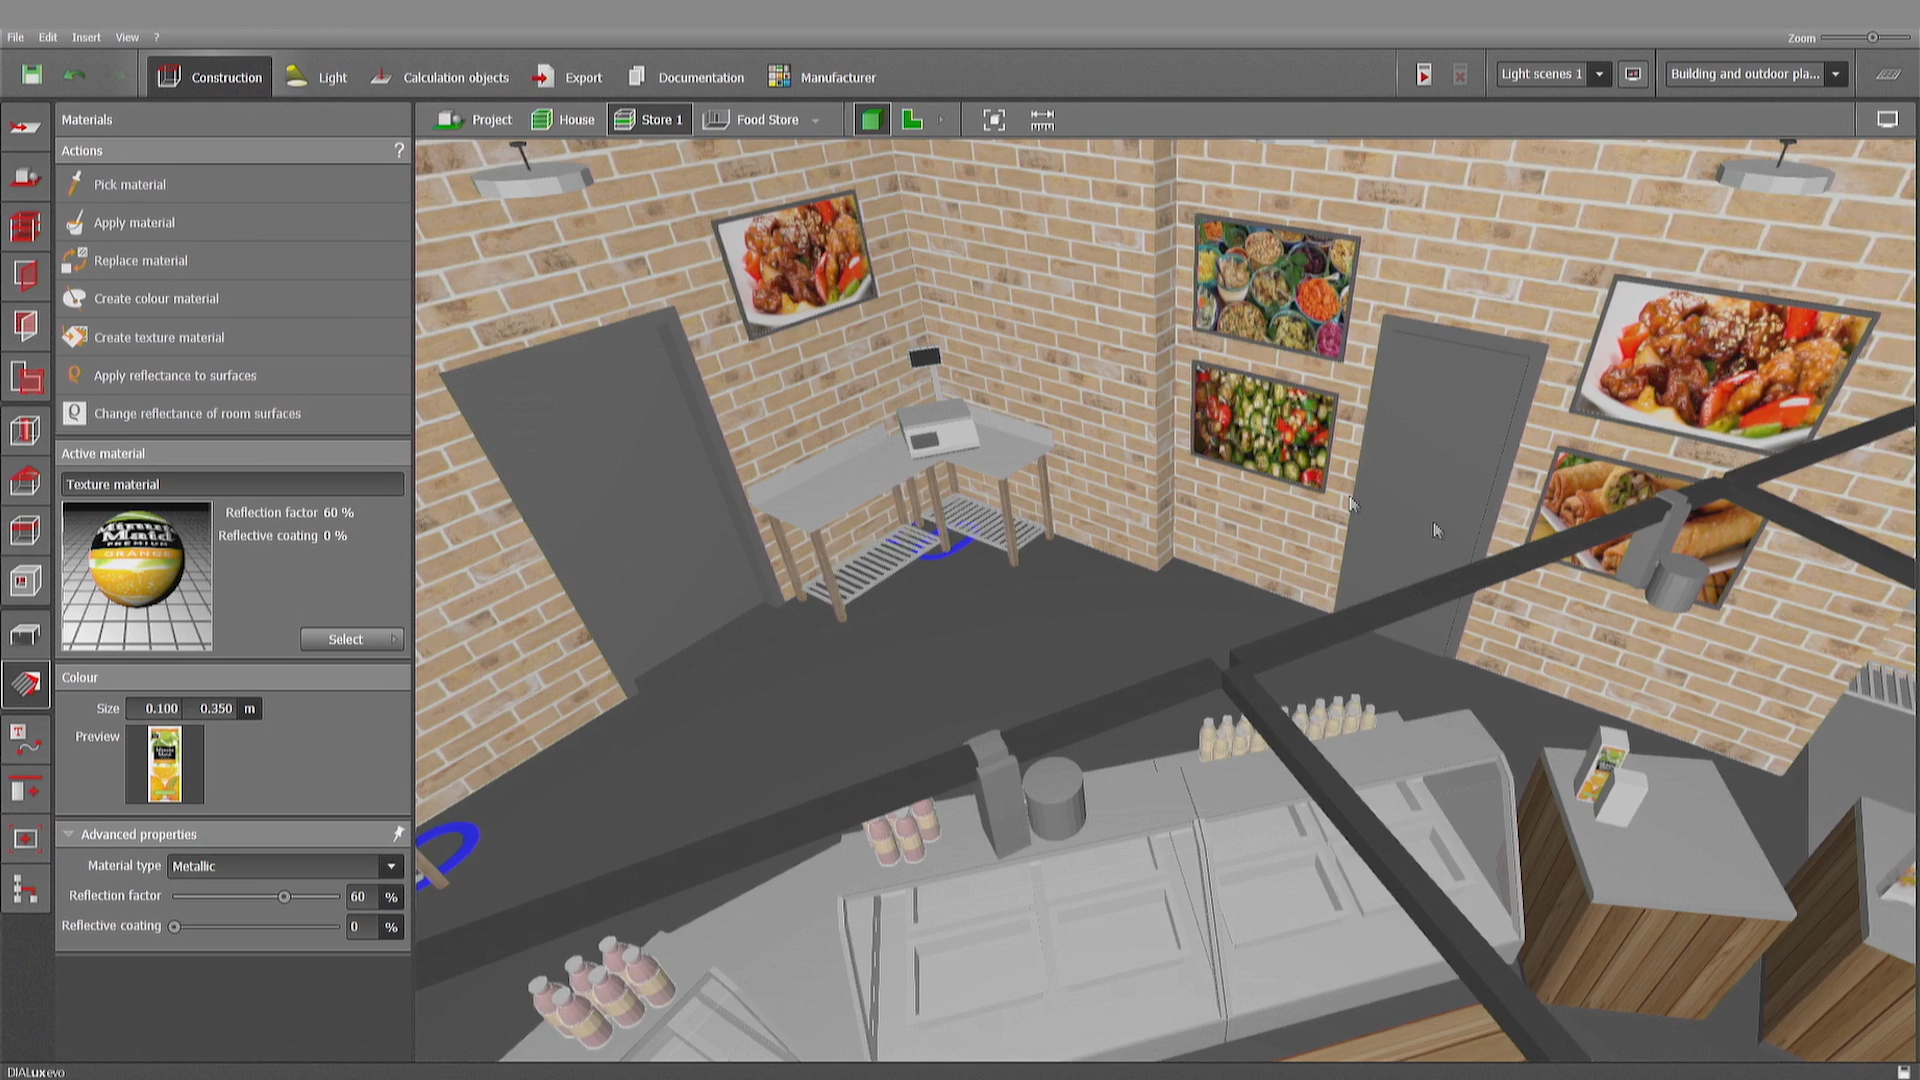 File Edit Insert View ?
Zoom
Construction Light Calculation objects Export Documentation Manufacturer
Light scenes 1 Building and outdoor pla...
Materials
Project House Store 1 Food Store
Actions ?
Pick material
Apply material
Replace material
Create colour material
Create texture material
Apply reflectance to surfaces
Change reflectance of room surfaces
Active material
Texture material
Reflection factor 60 %
Reflective coating 0 %
Minute
Maid
PREMIUM
ORANGE
Select
Colour
Size 0.100 0.350 m
Preview
Advanced properties
Material type Metallic
Reflection factor 60 %
Reflective coating 0 %
DIALux evo